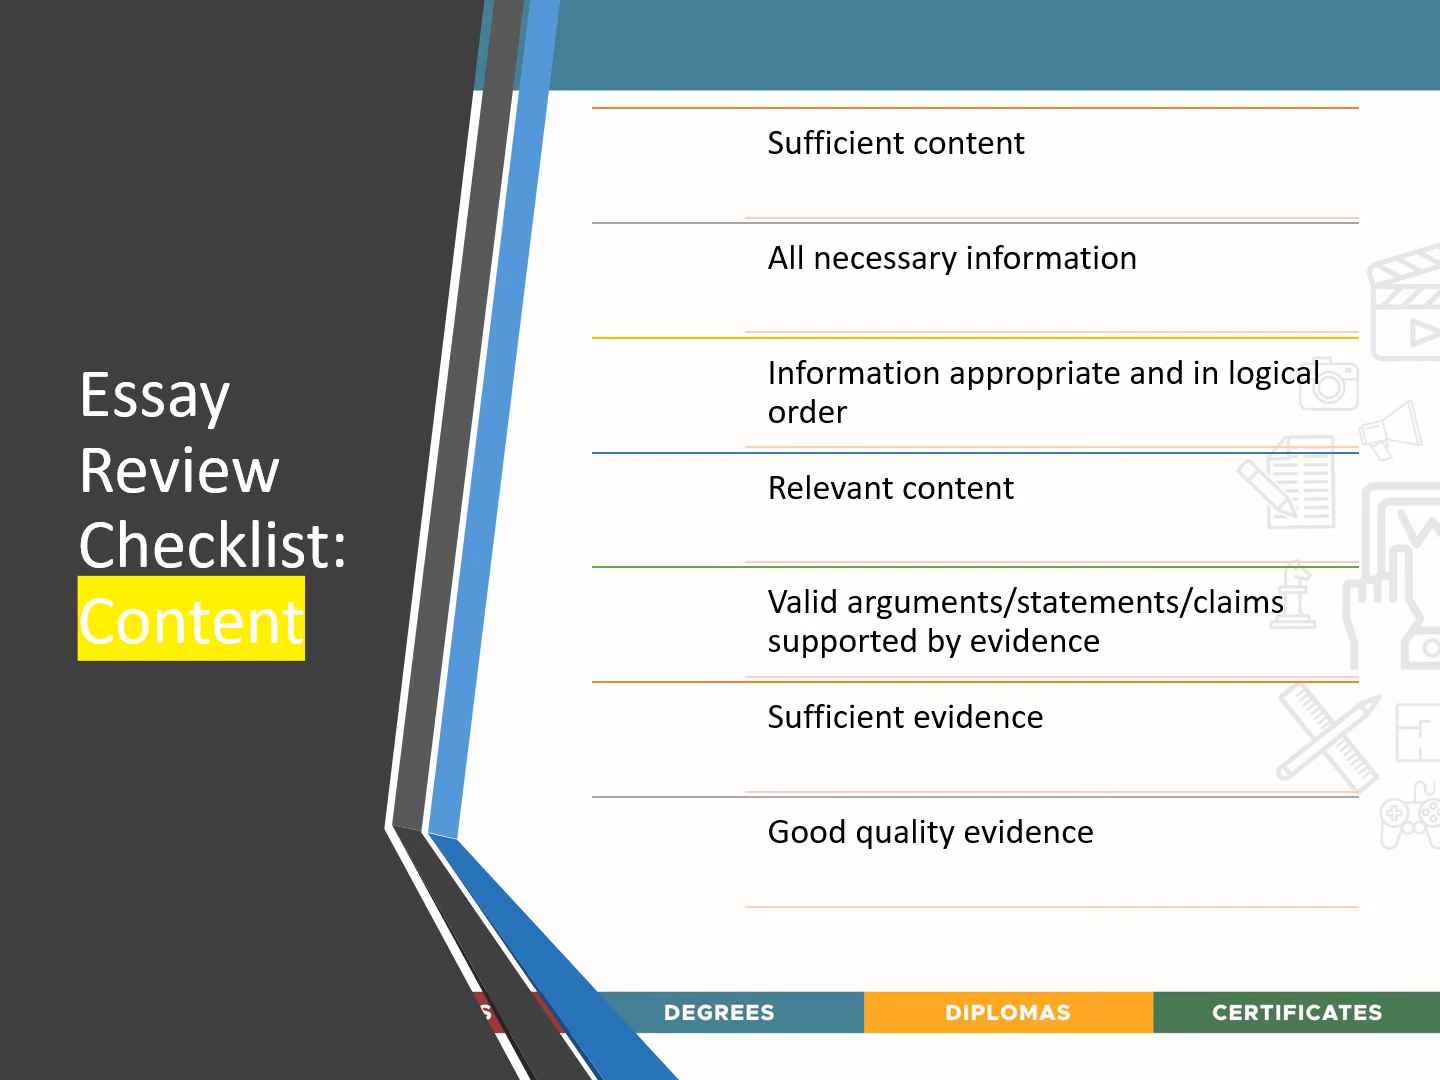 Essay
Review
Checklist:
Content
Sufficient content
All necessary information
Information appropriate and in logical
order
Relevant content
Valid arguments/statements/claims
supported by evidence
Sufficient evidence
Good quality evidence
S
DEGREES
DIPLOMAS
CERTIFICATES